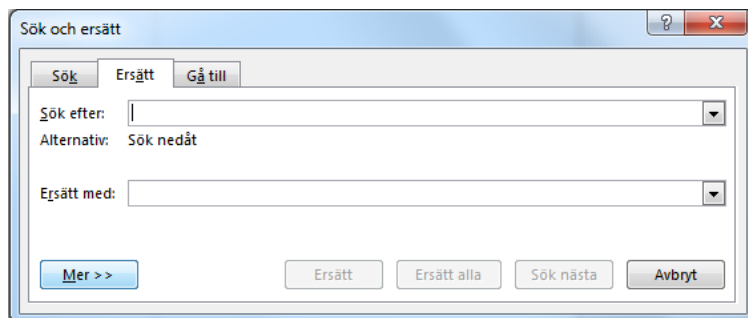 Sök och ersätt
Sök Ersätt Gå till
Sök efter:
Alternativ: Sök nedåt
Ersätt med:
Mer >> Ersätt Ersätt alla Sök nästa Avbryt